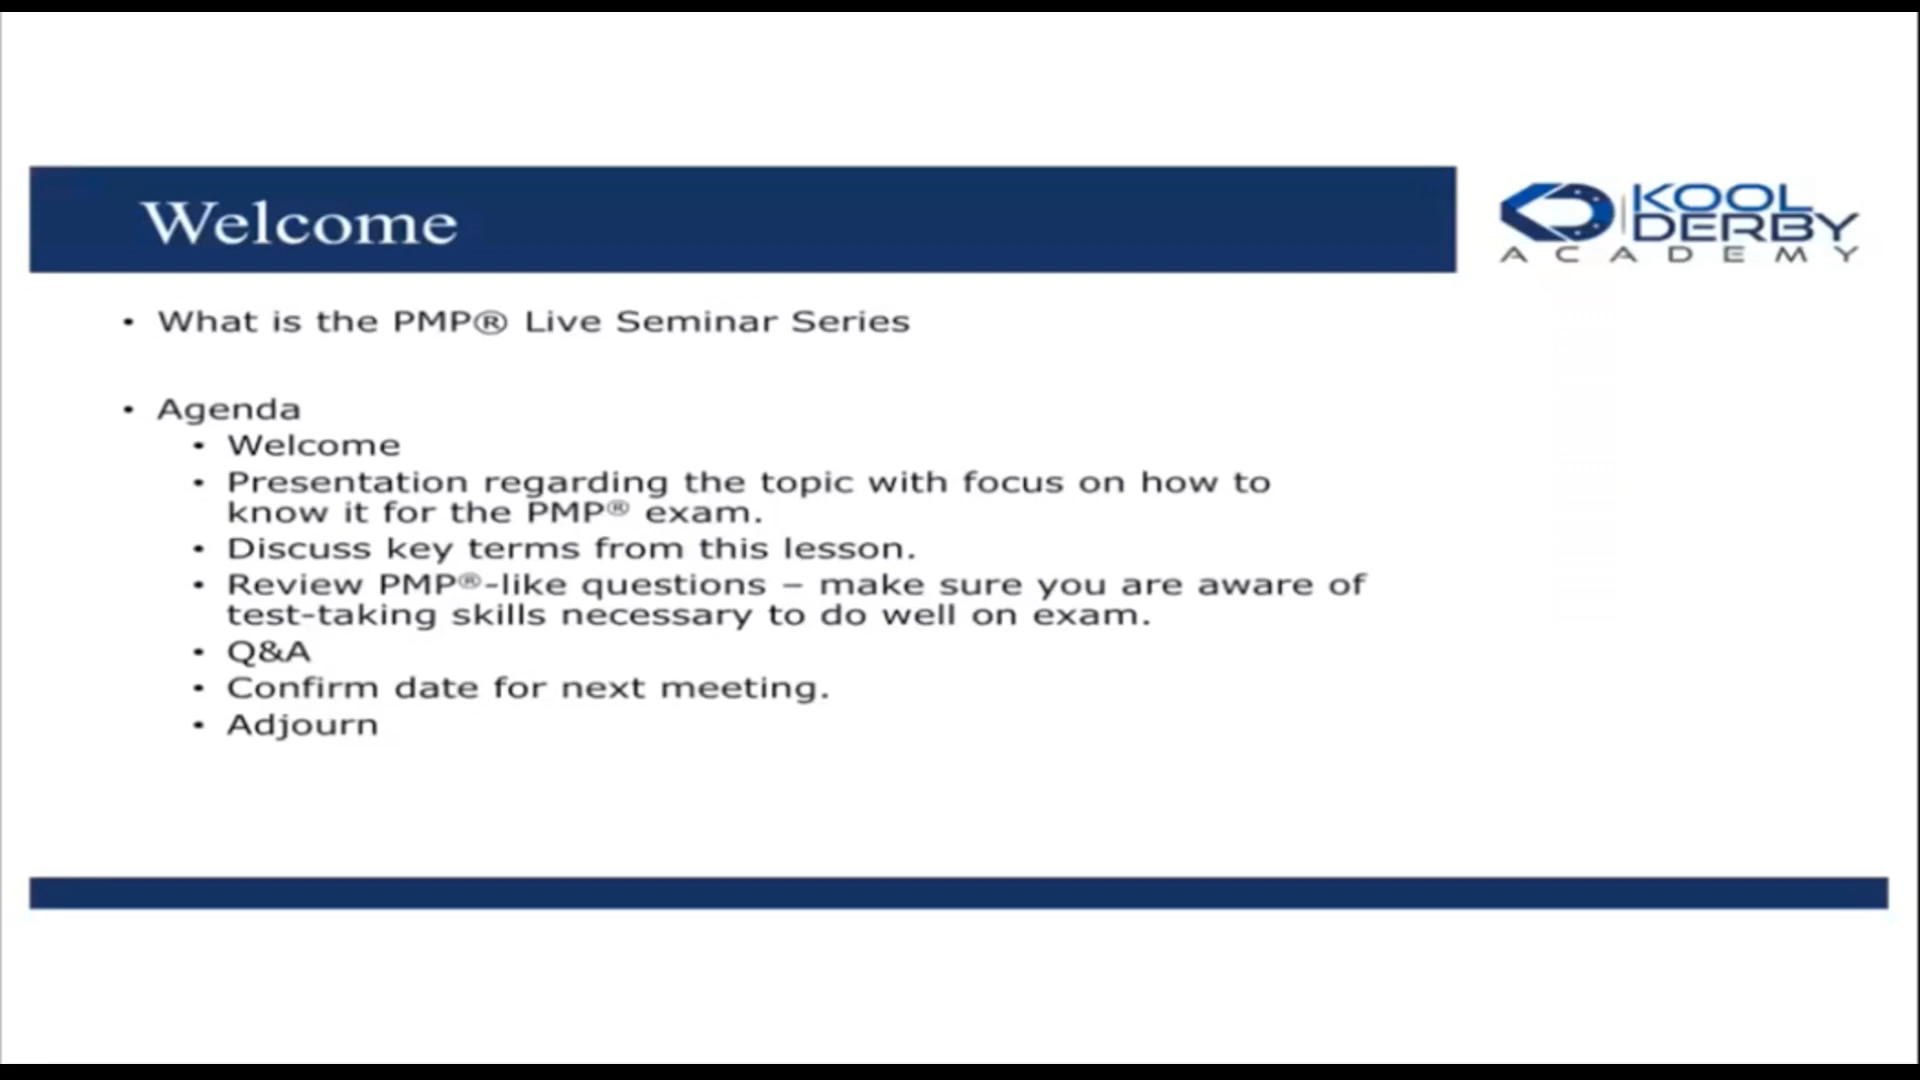 Welcome
KOOL
DERBY
ACADEMY
• What is the PMP® Live Seminar Series
• Agenda
• Welcome
• Presentation regarding the topic with focus on how to
know it for the PMP® exam.
• Discuss key terms from this lesson.
• Review PMP®-like questions – make sure you are aware of
test-taking skills necessary to do well on exam.
• Q&A
• Confirm date for next meeting.
• Adjourn